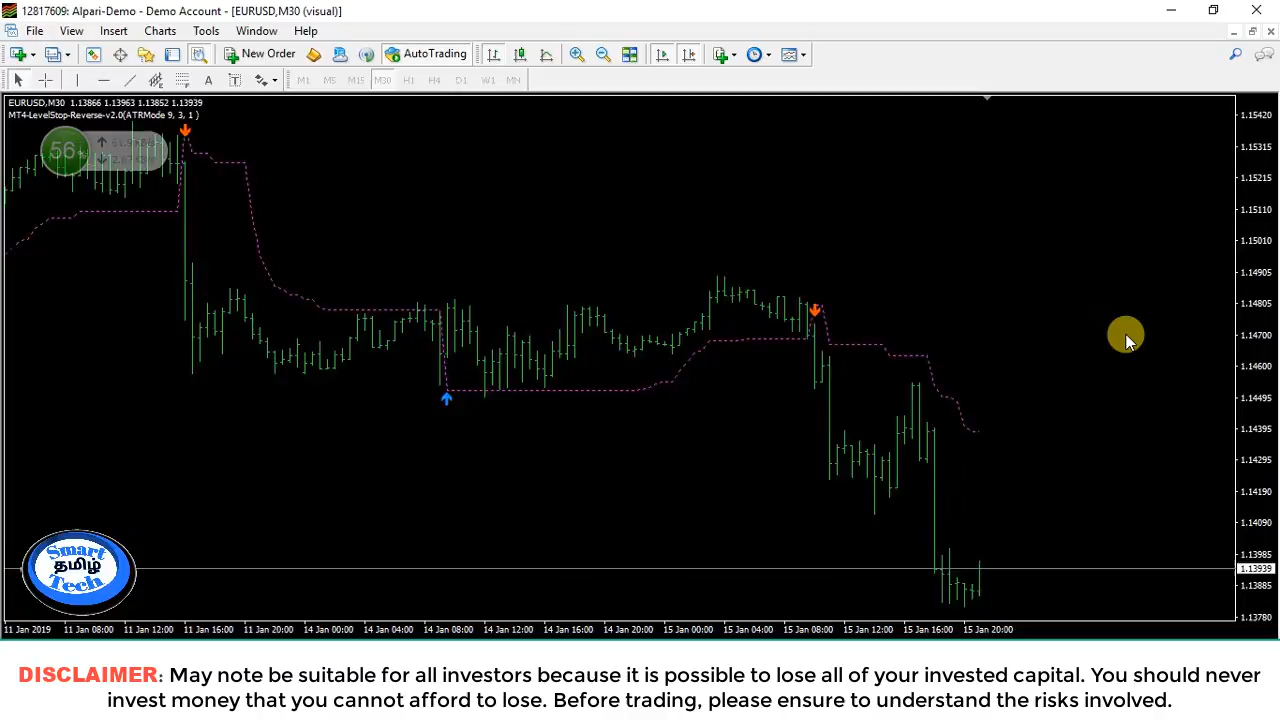 12817609: Alpari-Demo - Demo Account - [EURUSD,M30 (visual)]
File View Insert Charts Tools Window Help
New Order AutoTrading
A T M1 M5 M15 M30 H1 H4 D1 W1 MN
EURUSD,M30 1.13866 1.13963 1.13852 1.13939
MT4-LevelStop-Reverse-v2.0(ATRMode 9, 3, 1 )
56
1.15420
1.15315
1.15215
1.15110
1.15010
1.14905
1.14805
1.14700
1.14600
1.14495
1.14395
1.14295
1.14190
1.14090
1.13985
1.13939
1.13885
1.13780
Smart
தமிழ்
Tech
11 Jan 2019 11 Jan 08:00 11 Jan 12:00 11 Jan 16:00 11 Jan 20:00 14 Jan 00:00 14 Jan 04:00 14 Jan 08:00 14 Jan 12:00 14 Jan 16:00 14 Jan 20:00 15 Jan 00:00 15 Jan 04:00 15 Jan 08:00 15 Jan 12:00 15 Jan 16:00 15 Jan 20:00
DISCLAIMER: May note be suitable for all investors because it is possible to lose all of your invested capital. You should never
invest money that you cannot afford to lose. Before trading, please ensure to understand the risks involved.